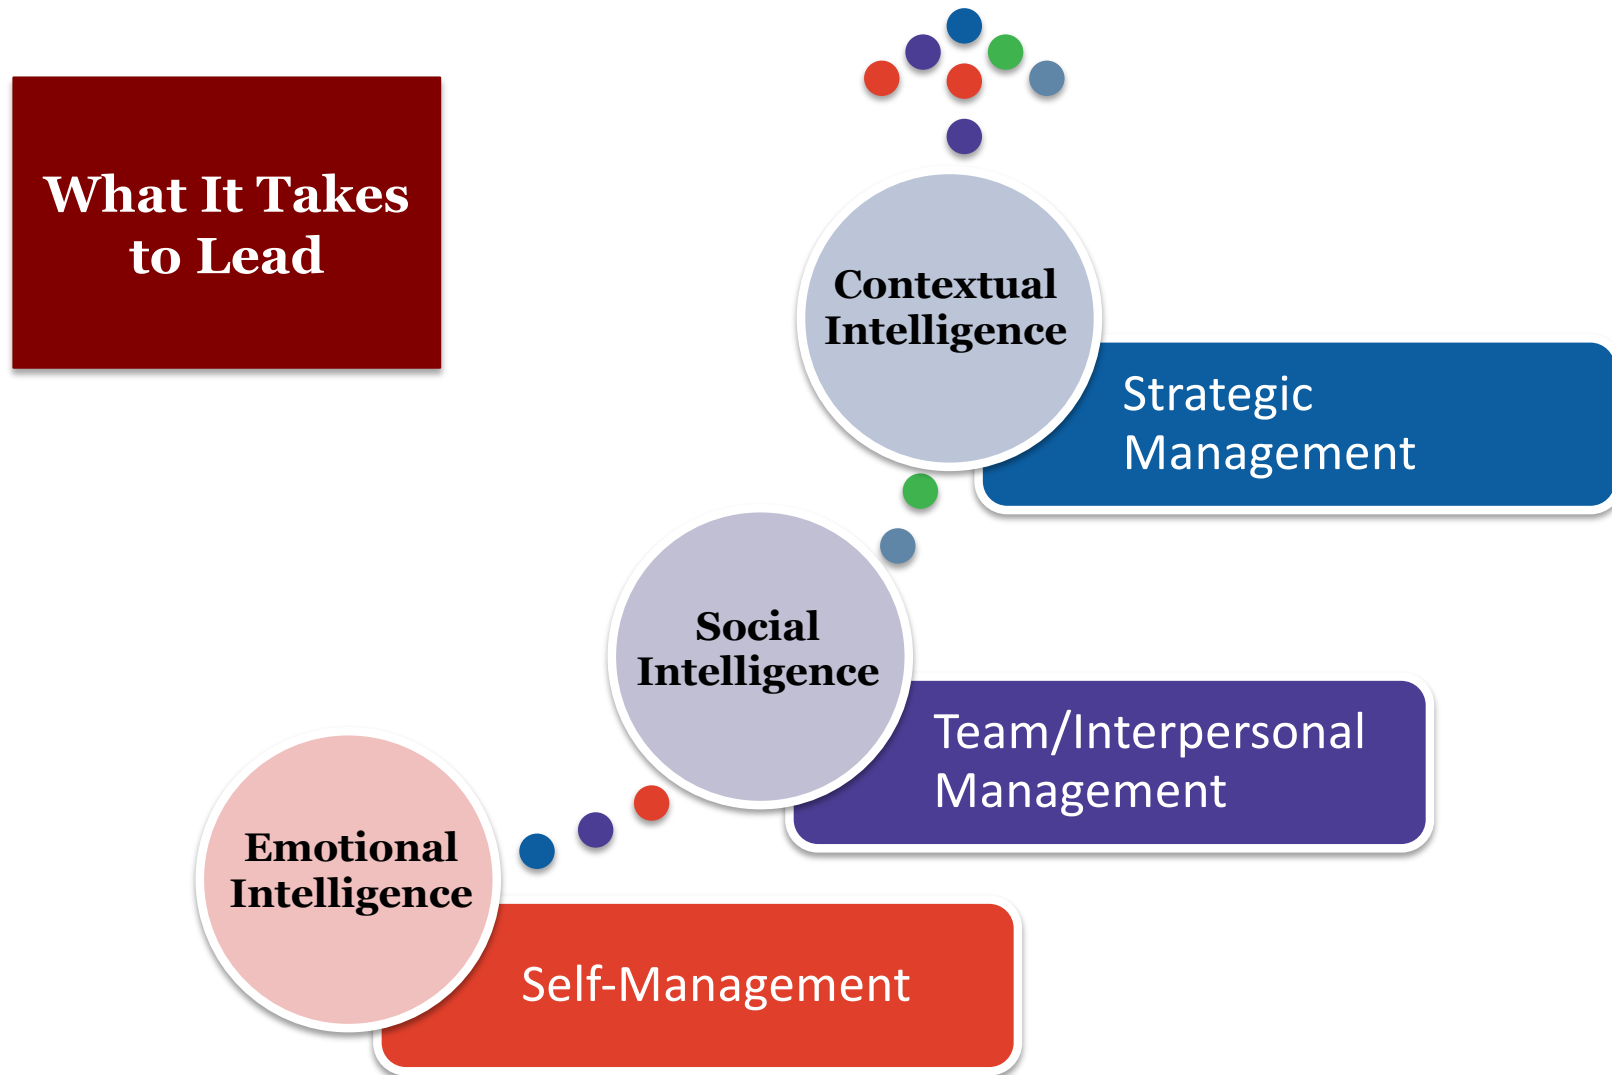 What It Takes
to Lead
Contextual
Intelligence
Strategic
Management
Social
Intelligence
Team/Interpersonal
Management
Emotional
Intelligence
Self-Management